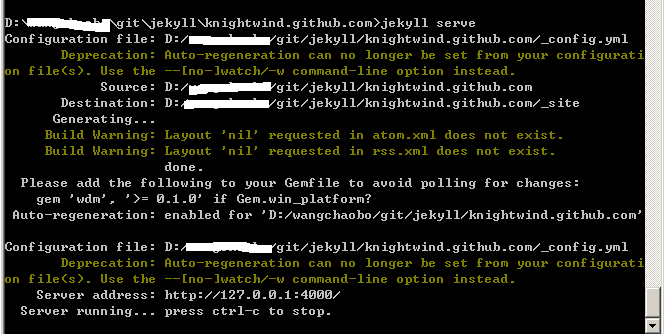 D:\ \git\jekyll\knightwind.github.com>jekyll serve
Configuration file: D:/ /git/jekyll/knightwind.github.com/_config.yml
Deprecation: Auto-regeneration can no longer be set from your configurati
on file(s). Use the --[no-]watch/-w command-line option instead.
Source: D:/ /git/jekyll/knightwind.github.com
Destination: D:/ /git/jekyll/knightwind.github.com/_site
Generating...
Build Warning: Layout 'nil' requested in atom.xml does not exist.
Build Warning: Layout 'nil' requested in rss.xml does not exist.
done.
Please add the following to your Gemfile to avoid polling for changes:
gem 'wdm', '>= 0.1.0' if Gem.win_platform?
Auto-regeneration: enabled for 'D:/wangchaobo/git/jekyll/knightwind.github.com'
Configuration file: D:/ /git/jekyll/knightwind.github.com/_config.yml
Deprecation: Auto-regeneration can no longer be set from your configurati
on file(s). Use the --[no-]watch/-w command-line option instead.
Server address: http://127.0.0.1:4000/
Server running... press ctrl-c to stop.